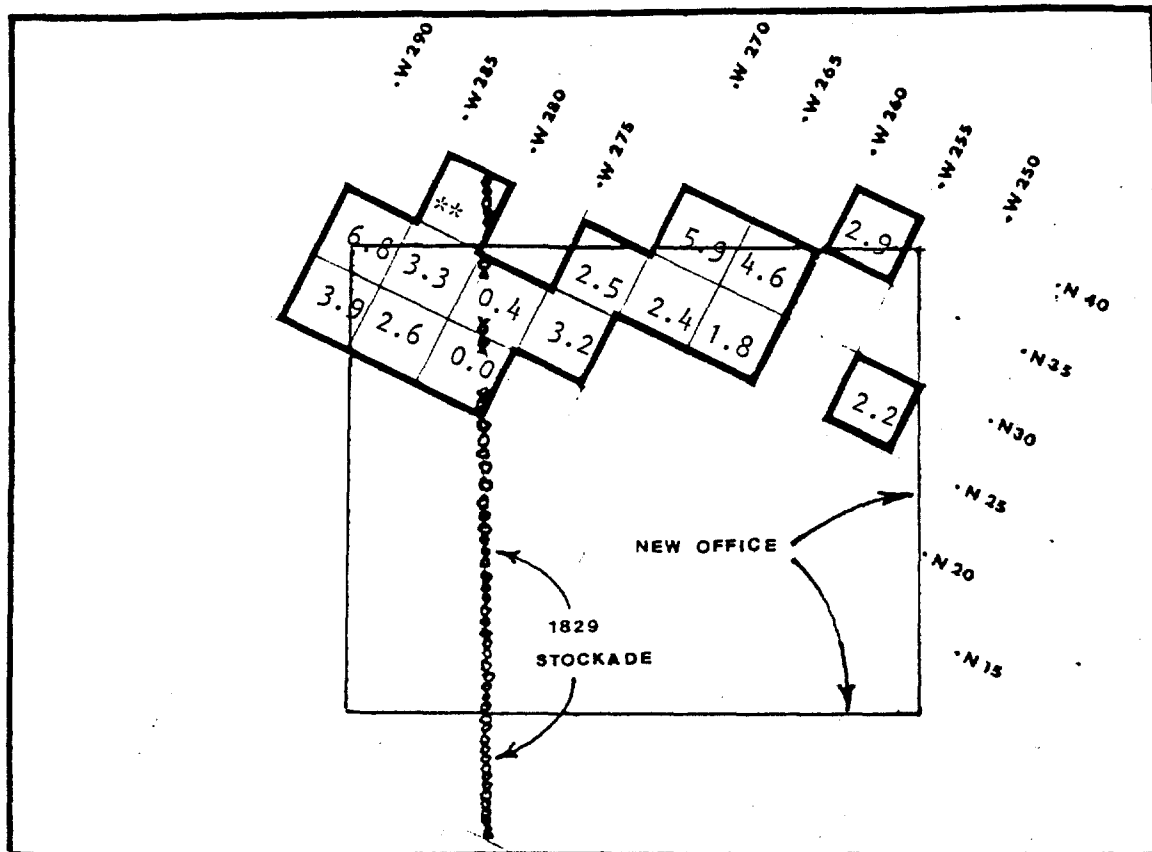 ·W 290
·W 285
·W 280
·W 275
·W 270
·W 265
·W 260
·W 255
·W 250
**
6.8
3.3
0.4
2.5
5.9
4.6
2.9
3.9
2.6
0.0
3.2
2.4
1.8
2.2
·N 40
·N 35
·N 30
·N 25
·N 20
·N 15
NEW OFFICE
1829
STOCKADE